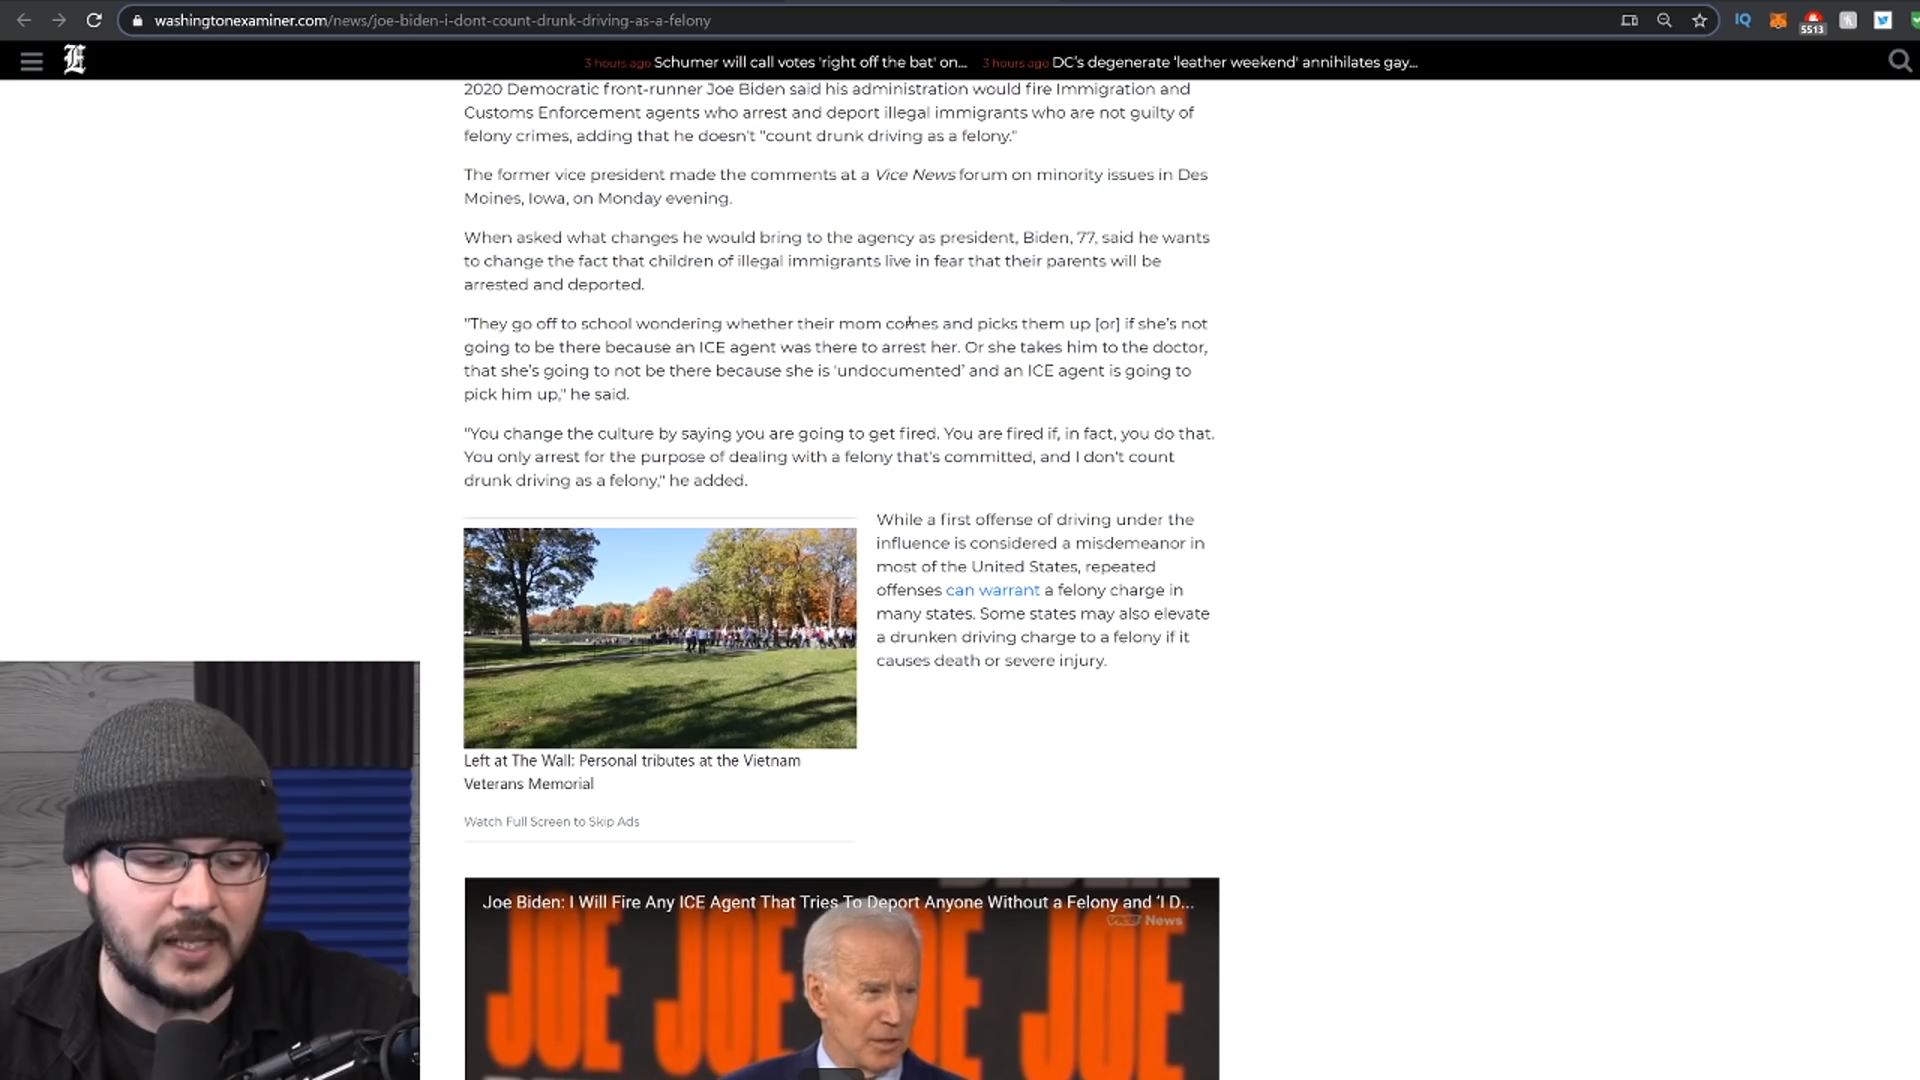 washingtonexaminer.com/news/joe-biden-i-dont-count-drunk-driving-as-a-felony
IQ
5513
E
3 hours ago Schumer will call votes 'right off the bat' on... 3 hours ago DC's degenerate 'leather weekend' annihilates gay...
2020 Democratic front-runner Joe Biden said his administration would fire Immigration and
Customs Enforcement agents who arrest and deport illegal immigrants who are not guilty of
felony crimes, adding that he doesn't "count drunk driving as a felony."
The former vice president made the comments at a Vice News forum on minority issues in Des
Moines, Iowa, on Monday evening.
When asked what changes he would bring to the agency as president, Biden, 77, said he wants
to change the fact that children of illegal immigrants live in fear that their parents will be
arrested and deported.
"They go off to school wondering whether their mom comes and picks them up [or] if she's not
going to be there because an ICE agent was there to arrest her. Or she takes him to the doctor,
that she's going to not be there because she is 'undocumented' and an ICE agent is going to
pick him up," he said.
"You change the culture by saying you are going to get fired. You are fired if, in fact, you do that.
You only arrest for the purpose of dealing with a felony that's committed, and I don't count
drunk driving as a felony," he added.
While a first offense of driving under the
influence is considered a misdemeanor in
most of the United States, repeated
offenses can warrant a felony charge in
many states. Some states may also elevate
a drunken driving charge to a felony if it
causes death or severe injury.
Left at The Wall: Personal tributes at the Vietnam
Veterans Memorial
Watch Full Screen to Skip Ads
Joe Biden: I Will Fire Any ICE Agent That Tries To Deport Anyone Without a Felony and 'I D...
VICE News
JOE JOE JOE JOE